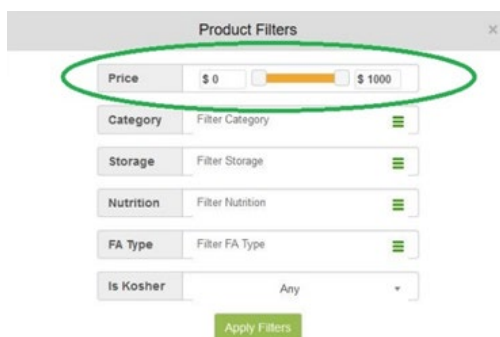 Product Filters ×
Price $ 0 $ 1000
Category Filter Category
Storage Filter Storage
Nutrition Filter Nutrition
FA Type Filter FA Type
Is Kosher Any
Apply Filters